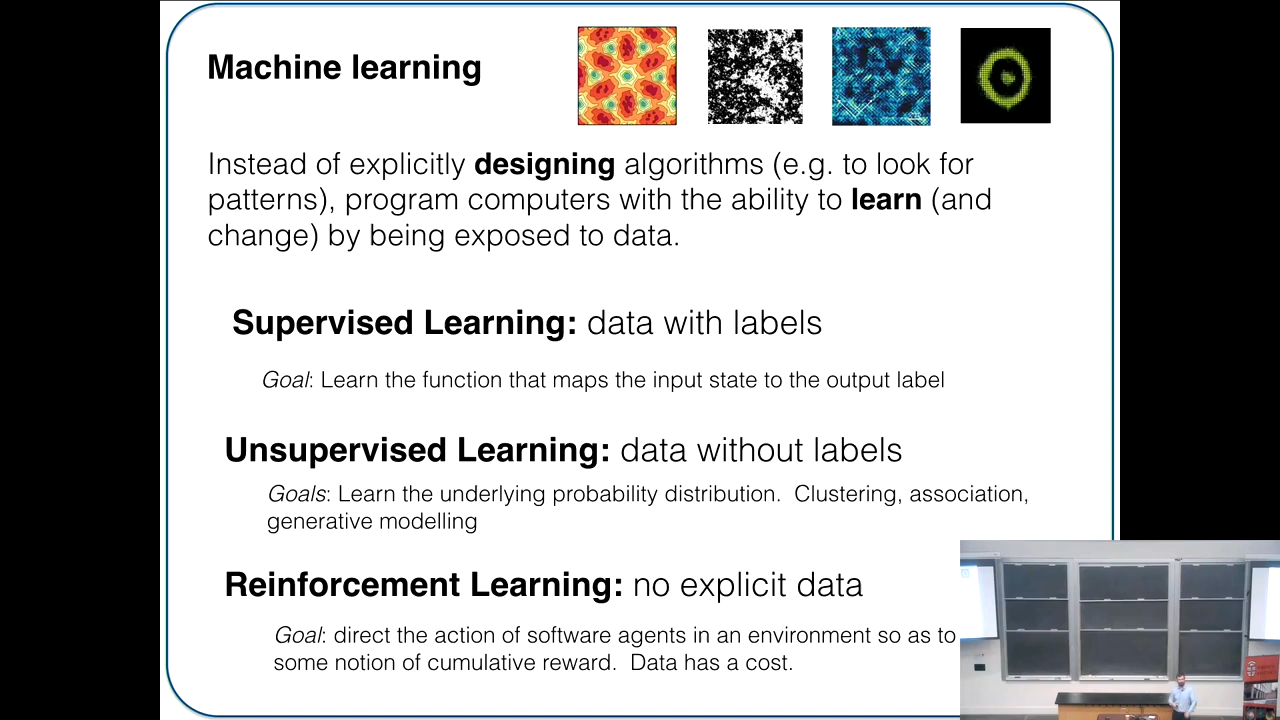 Machine learning
Instead of explicitly designing algorithms (e.g. to look for
patterns), program computers with the ability to learn (and
change) by being exposed to data.
Supervised Learning: data with labels
Goal: Learn the function that maps the input state to the output label
Unsupervised Learning: data without labels
Goals: Learn the underlying probability distribution.  Clustering, association,
generative modelling
Reinforcement Learning: no explicit data
Goal: direct the action of software agents in an environment so as to
some notion of cumulative reward.  Data has a cost.